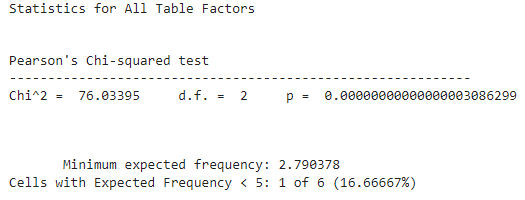 Statistics for All Table Factors
Pearson's Chi-squared test
------------------------------------------------------------
Chi^2 =  76.03395     d.f. =  2     p =  0.00000000000000003086299
Minimum expected frequency: 2.790378
Cells with Expected Frequency < 5: 1 of 6 (16.66667%)